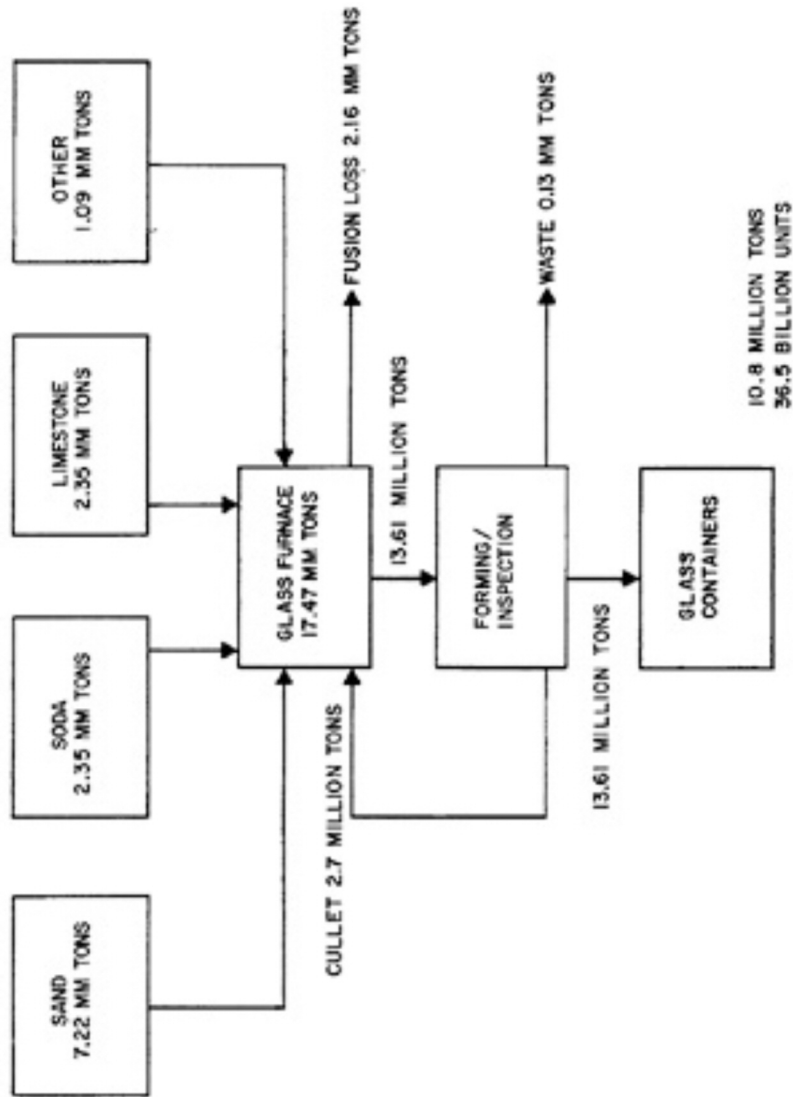 SAND
7.22 MM TONS
SODA
2.35 MM TONS
LIMESTONE
2.35 MM TONS
OTHER
1.09 MM TONS
GLASS FURNACE
17.47 MM TONS
FUSION LOSS 2.16 MM TONS
CULLET 2.7 MILLION TONS
13.61 MILLION TONS
FORMING/
INSPECTION
WASTE 0.13 MM TONS
13.61 MILLION TONS
GLASS
CONTAINERS
10.8 MILLION TONS
36.5 BILLION UNITS